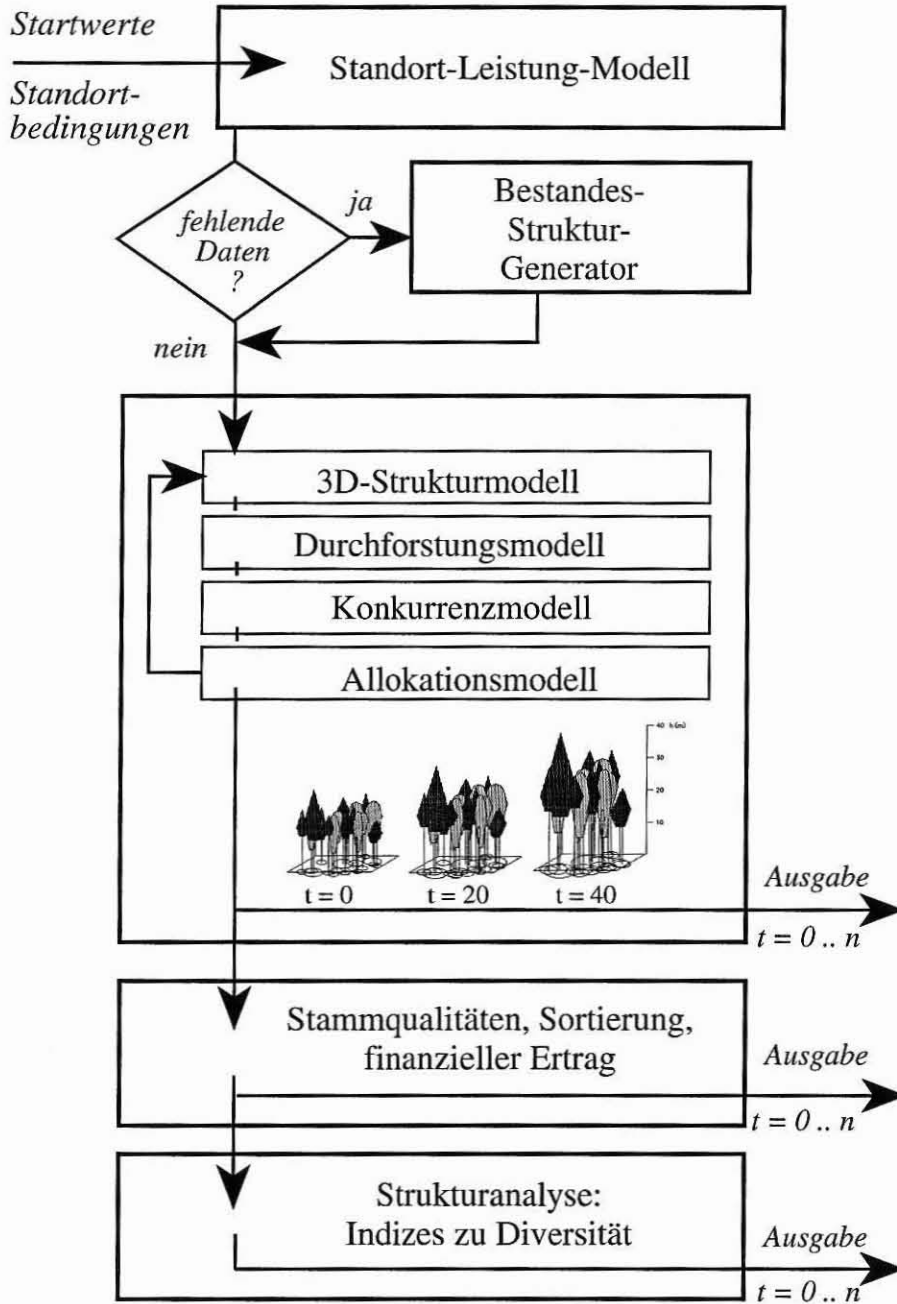 Startwerte
Standort-
bedingungen
Standort-Leistung-Modell
fehlende
Daten
?
ja
Bestandes-
Struktur-
Generator
nein
3D-Strukturmodell
Durchforstungsmodell
Konkurrenzmodell
Allokationsmodell
40 h (m)
30
20
10
t = 0
t = 20
t = 40
Ausgabe
t = 0 .. n
Stammqualitäten, Sortierung,
finanzieller Ertrag
Ausgabe
t = 0 .. n
Strukturanalyse:
Indizes zu Diversität
Ausgabe
t = 0 .. n